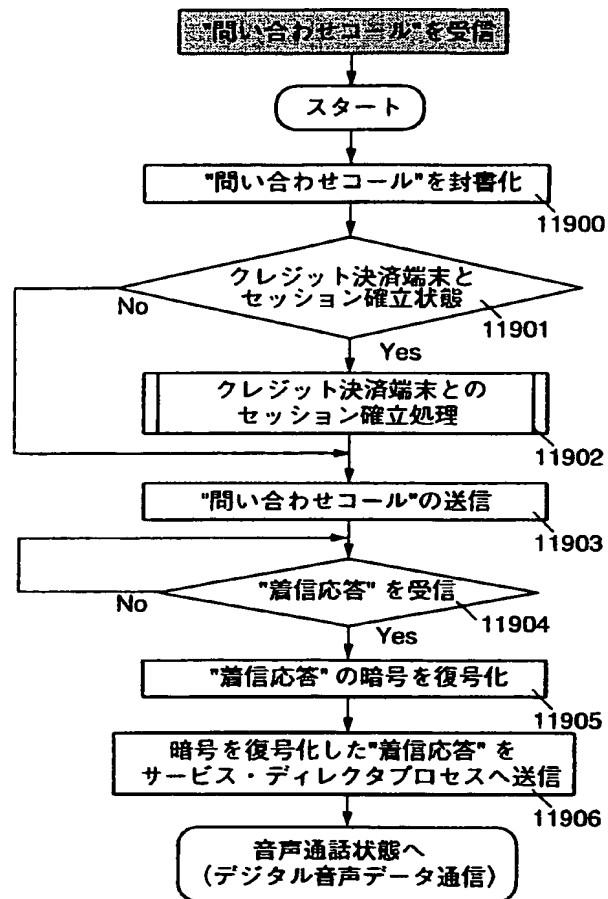 "問い合わせコール"を受信
スタート
"問い合わせコール"を封書化
11900
クレジット決済端末と
セッション確立状態
11901
No
Yes
クレジット決済端末との
セッション確立処理
11902
"問い合わせコール"の送信
11903
"着信応答" を受信
11904
No
Yes
"着信応答" の暗号を復号化
11905
暗号を復号化した"着信応答" を
サービス・ディレクタプロセスへ送信
11906
音声通話状態へ
(デジタル音声データ通信)